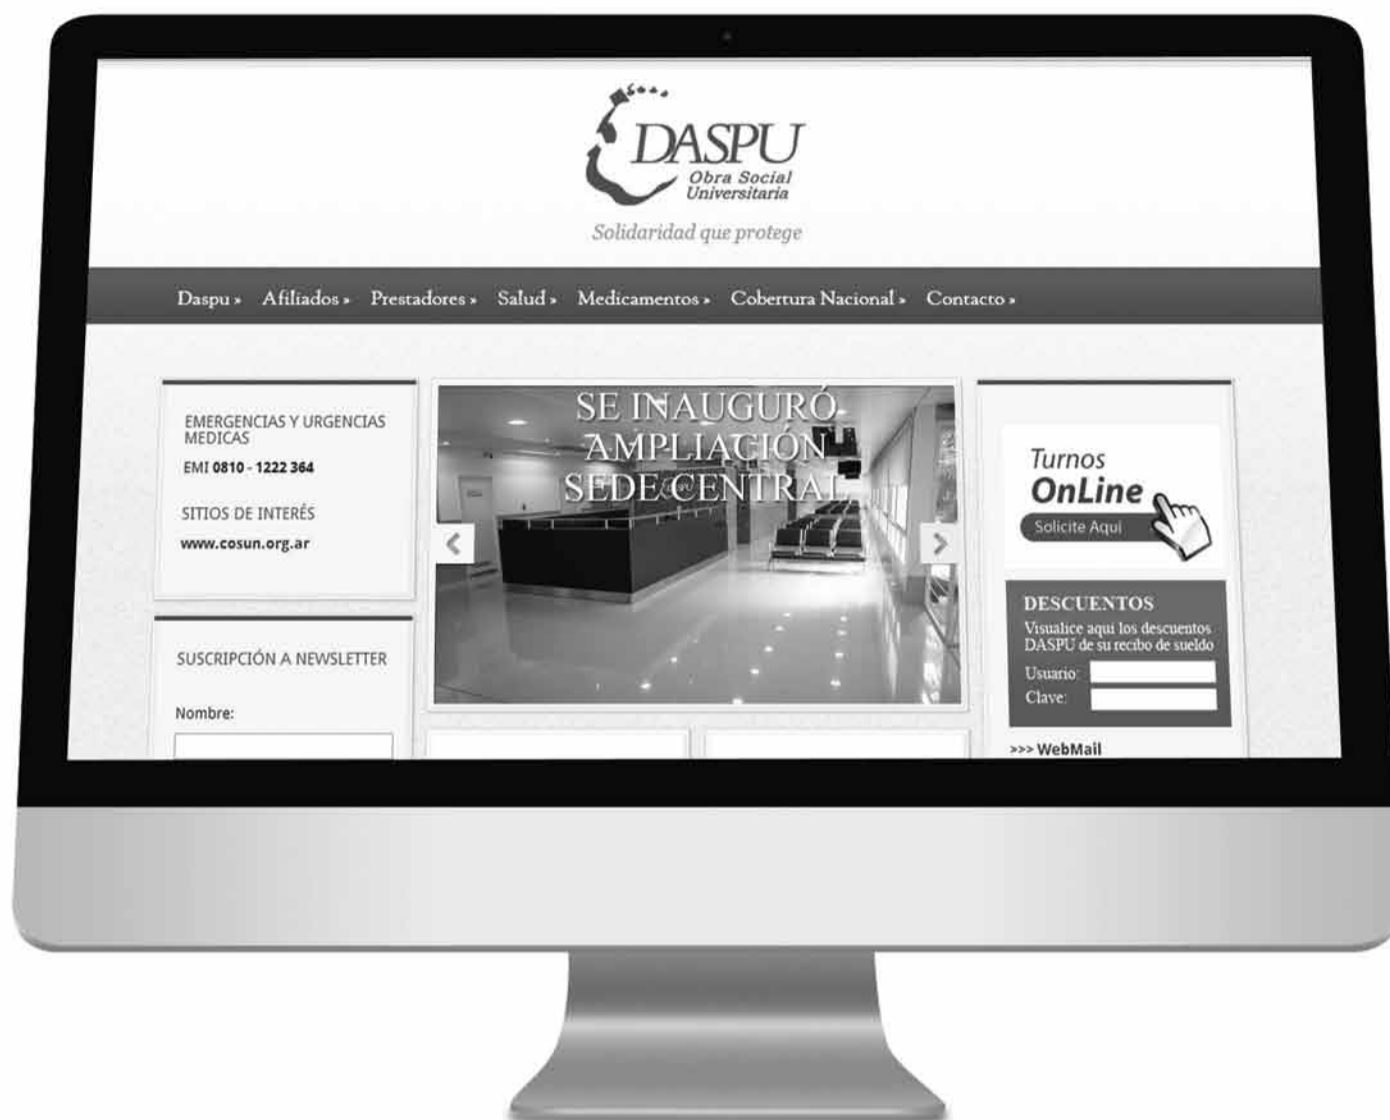 DASPU
Obra Social
Universitaria
Solidaridad que protege
Daspu » Afiliados » Prestadores » Salud » Medicamentos » Cobertura Nacional » Contacto »
EMERGENCIAS Y URGENCIAS
MEDICAS
EMI 0810 - 1222 364
SITIOS DE INTERÉS
www.cosun.org.ar
SUSCRIPCIÓN A NEWSLETTER
Nombre:
SE INAUGURÓ
AMPLIACIÓN
SEDE CENTRAL
Turnos
OnLine
Solicite Aqui
DESCUENTOS
Visualice aqui los descuentos
DASPU de su recibo de sueldo
Usuario:
Clave:
>>> WebMail